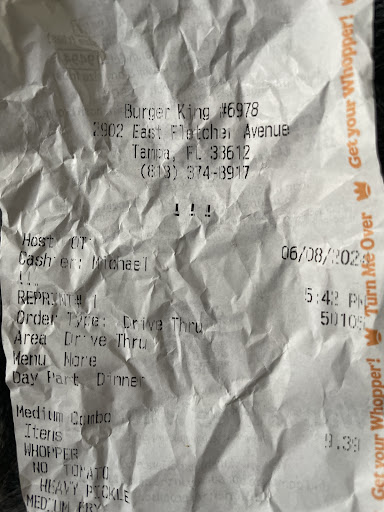 Burger King #6978
2902 East Fletcher Avenue
Tampa, FL 33612
(813) 374-8917
! ! !
Host: OT
Cashier: Michael 06/08/202
REPRINT# 1 5:42 PM
Order Type: Drive Thru 50105
Area: Drive Thru
Menu: More
Day Part: Dinner
Medium Combo
Items 9.39
WHOPPER
NO TOMATO
HEAVY PICKLE
MEDIUM FRY
Get your Whopper!
Turn Me Over
Get your Whopper!